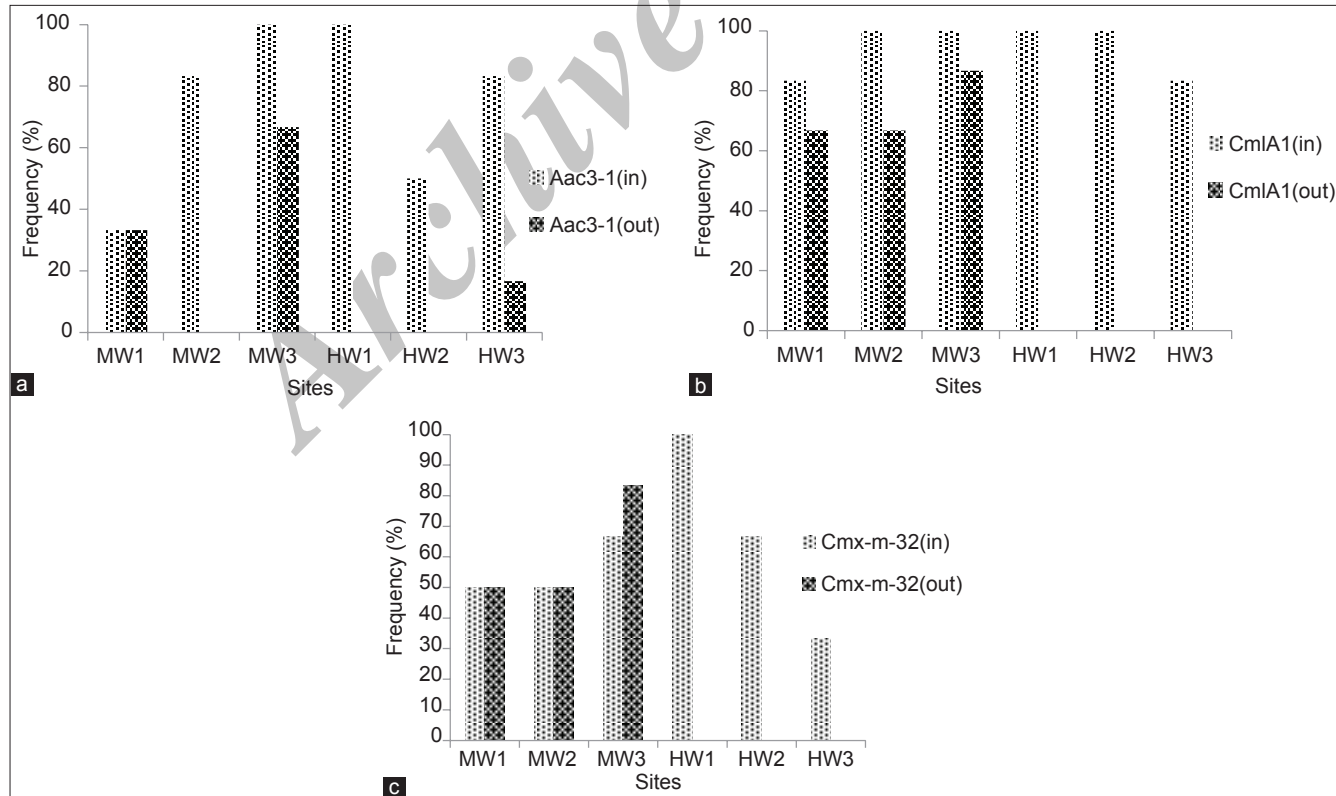 Archive
100
80
60
40
20
0
Frequency (%)
MW1 MW2 MW3 HW1 HW2 HW3
Sites
Aac3-1(in)
Aac3-1(out)
a
100
80
60
40
20
0
Frequency (%)
MW1 MW2 MW3 HW1 HW2 HW3
Sites
CmlA1(in)
CmlA1(out)
b
100
90
80
70
60
50
40
30
20
10
0
Frequency (%)
MW1 MW2 MW3 HW1 HW2 HW3
Sites
Cmx-m-32(in)
Cmx-m-32(out)
c